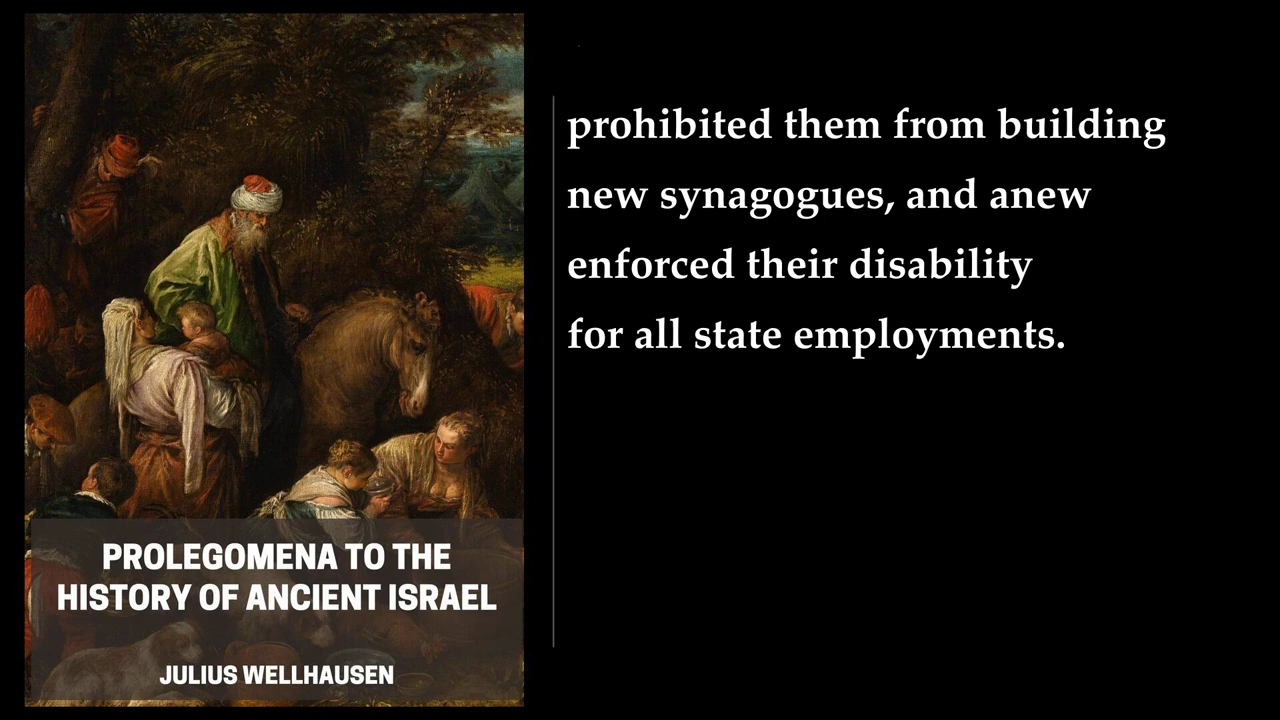 PROLEGOMENA TO THE
HISTORY OF ANCIENT ISRAEL
JULIUS WELLHAUSEN
prohibited them from building
new synagogues, and anew
enforced their disability
for all state employments.